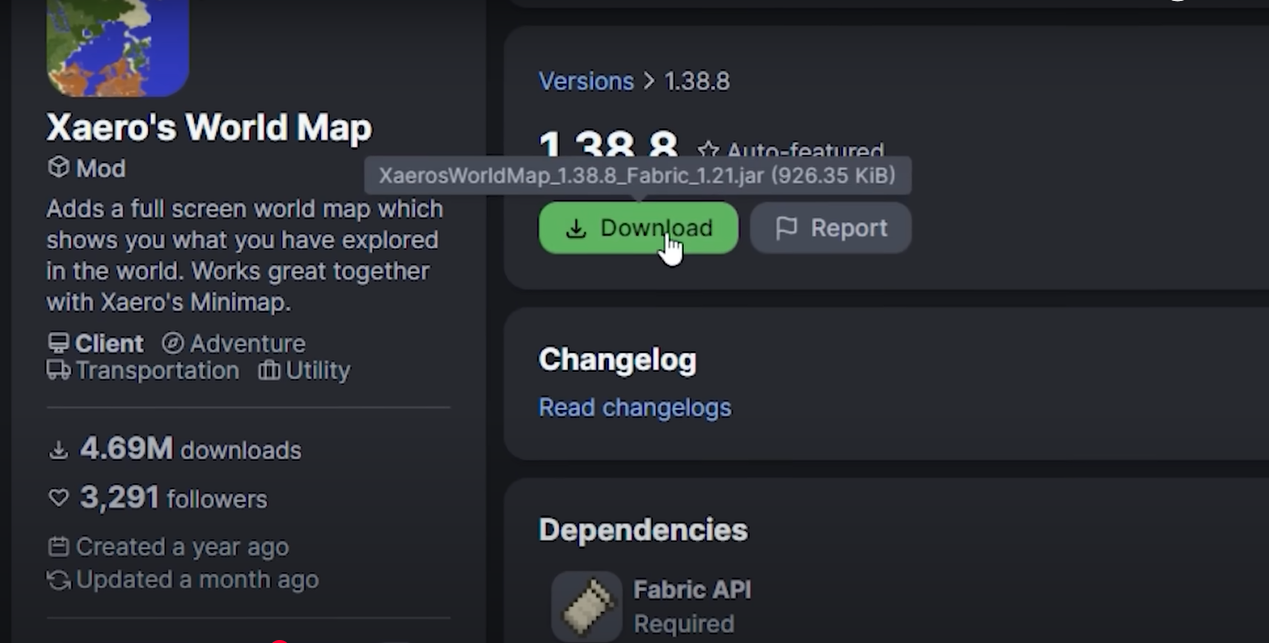 Xaero's World Map
Mod
Adds a full screen world map which
shows you what you have explored
in the world. Works great together
with Xaero's Minimap.
Client Adventure
Transportation Utility
4.69M downloads
3,291 followers
Created a year ago
Updated a month ago
Versions > 1.38.8
1.38.8 Auto-featured
XaerosWorldMap_1.38.8_Fabric_1.21.jar (926.35 KiB)
Download Report
Changelog
Read changelogs
Dependencies
Fabric API
Required